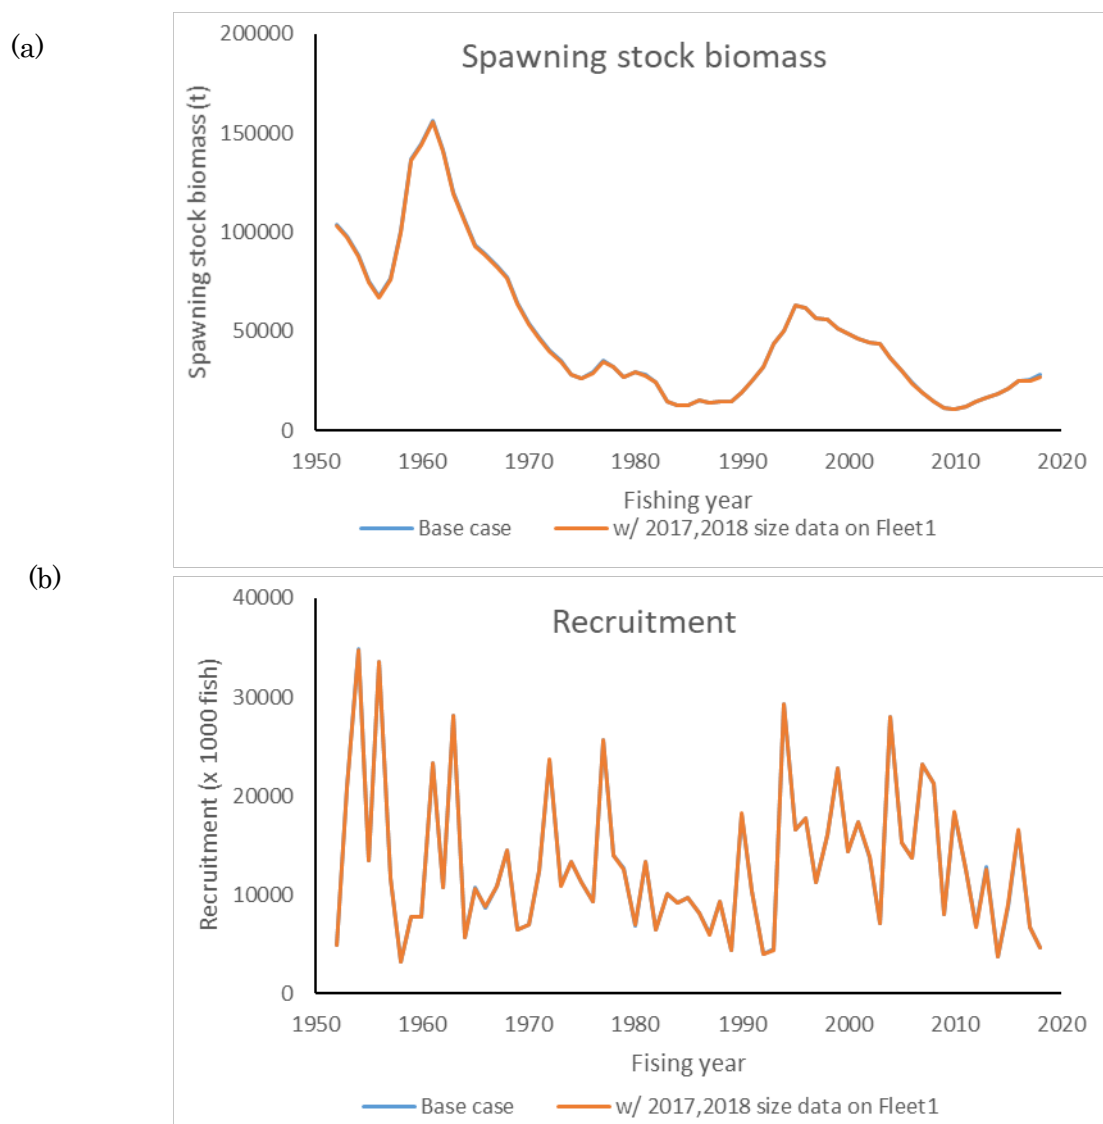 (a)
Spawning stock biomass
Spawning stock biomass (t)
200000
150000
100000
50000
0
1950 1960 1970 1980 1990 2000 2010 2020
Fishing year
Base case w/ 2017,2018 size data on Fleet1
(b)
Recruitment
Recruitment (x 1000 fish)
40000
30000
20000
10000
0
1950 1960 1970 1980 1990 2000 2010 2020
Fising year
Base case w/ 2017,2018 size data on Fleet1